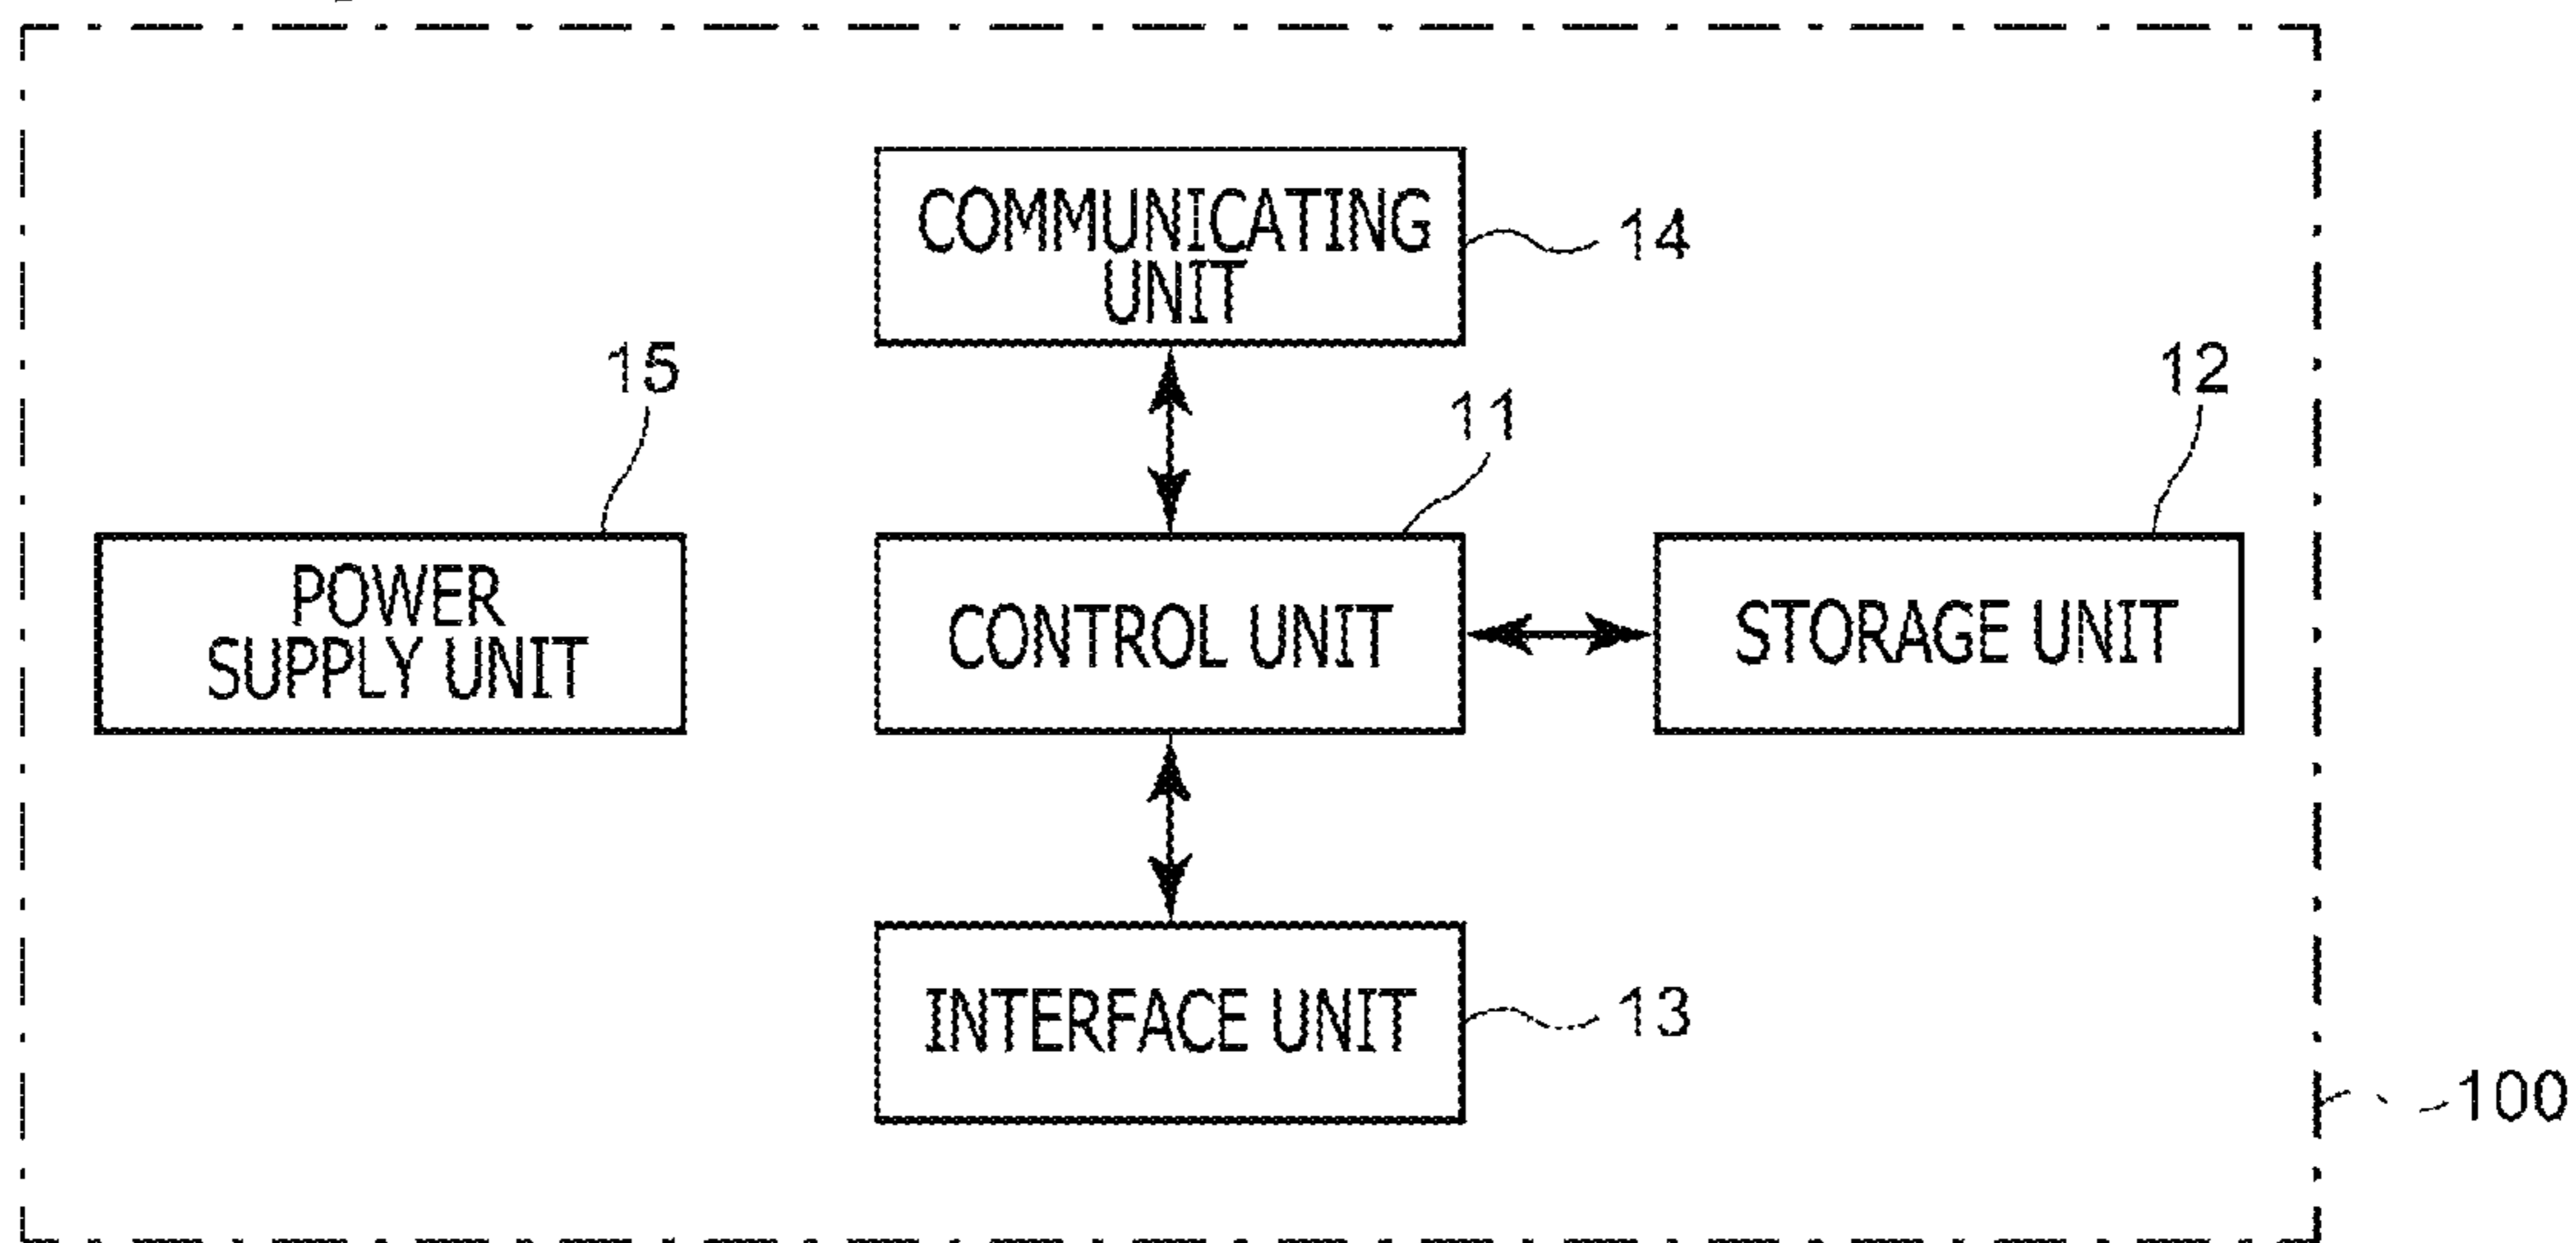 COMMUNICATING
UNIT
14
15
11
12
POWER
SUPPLY UNIT
CONTROL UNIT
STORAGE UNIT
INTERFACE UNIT
13
100